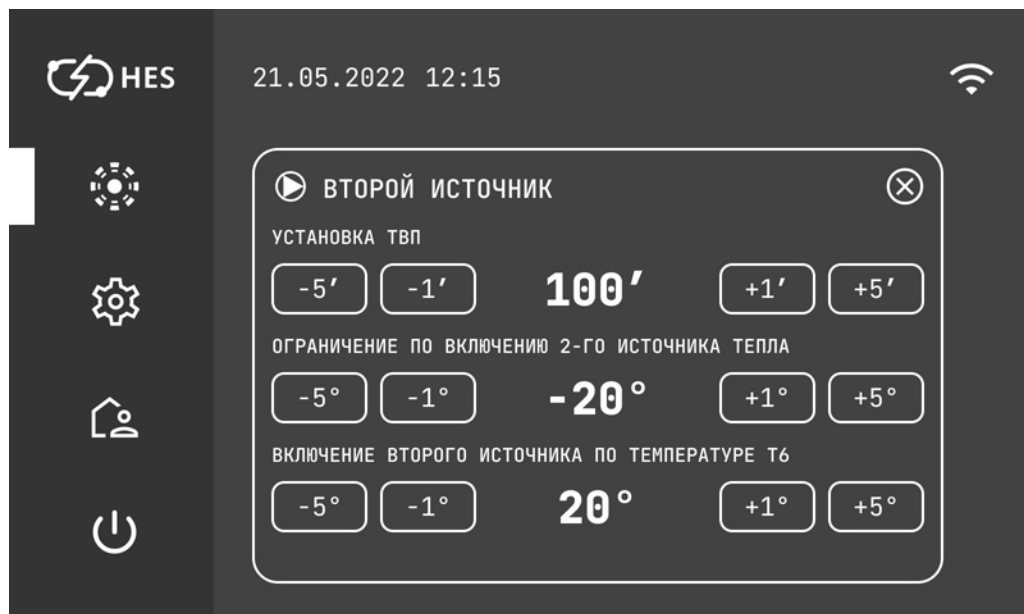 HES
21.05.2022 12:15
ВТОРОЙ ИСТОЧНИК
УСТАНОВКА ТВП
-5′ -1′ 100′ +1′ +5′
ОГРАНИЧЕНИЕ ПО ВКЛЮЧЕНИЮ 2-ГО ИСТОЧНИКА ТЕПЛА
-5° -1° -20° +1° +5°
ВКЛЮЧЕНИЕ ВТОРОГО ИСТОЧНИКА ПО ТЕМПЕРАТУРЕ Т6
-5° -1° 20° +1° +5°